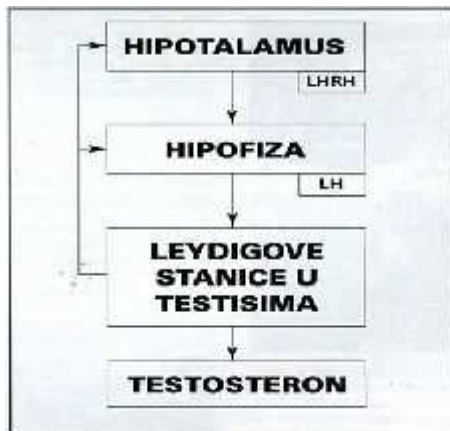 HIPOTALAMUS
LHRH
HIPOFIZA
LH
LEYDIGOVE
STANICE U
TESTISIMA
TESTOSTERON